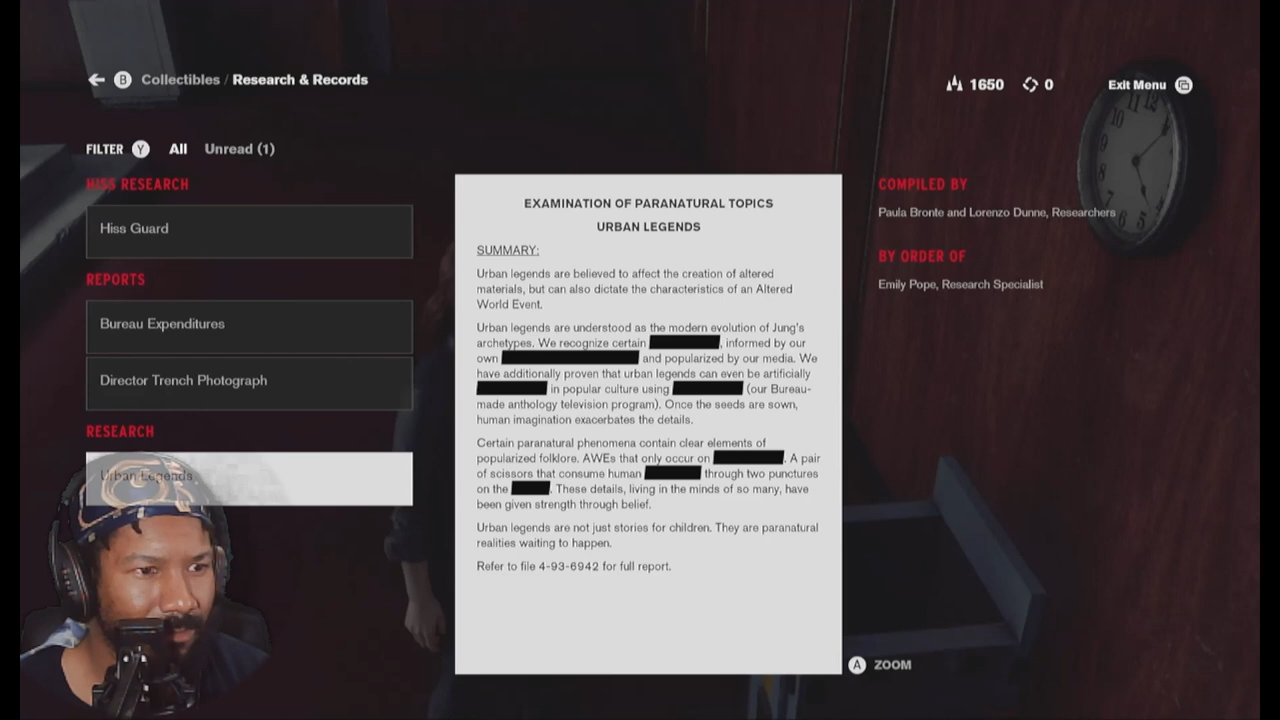 B Collectibles / Research & Records
1650 0 Exit Menu
FILTER Y All Unread (1)
HISS RESEARCH
Hiss Guard
REPORTS
Bureau Expenditures
Director Trench Photograph
RESEARCH
Urban Legends
EXAMINATION OF PARANATURAL TOPICS
URBAN LEGENDS
SUMMARY:
Urban legends are believed to affect the creation of altered
materials, but can also dictate the characteristics of an Altered
World Event.
Urban legends are understood as the modern evolution of Jung's
archetypes. We recognize certain , informed by our
own and popularized by our media. We
have additionally proven that urban legends can even be artificially
in popular culture using (our Bureau-
made anthology television program). Once the seeds are sown,
human imagination exacerbates the details.
Certain paranatural phenomena contain clear elements of
popularized folklore. AWEs that only occur on . A pair
of scissors that consume human through two punctures
on the . These details, living in the minds of so many, have
been given strength through belief.
Urban legends are not just stories for children. They are paranatural
realities waiting to happen.
Refer to file 4-93-6942 for full report.
COMPILED BY
Paula Bronte and Lorenzo Dunne, Researchers
BY ORDER OF
Emily Pope, Research Specialist
A ZOOM
10 11 12 1
9
8